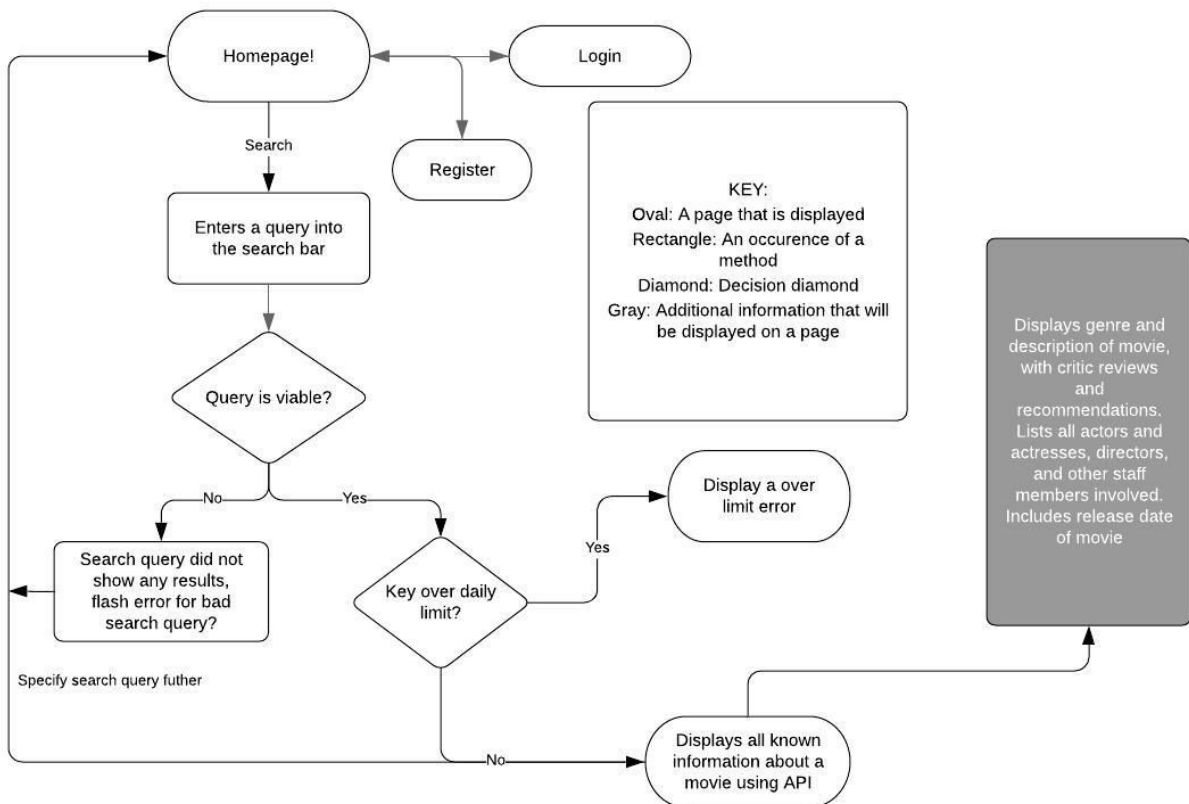 Homepage!
Login
Search
Register
Enters a query into
the search bar
KEY:
Oval: A page that is displayed
Rectangle: An occurence of a
method
Diamond: Decision diamond
Gray: Additional information that will
be displayed on a page
Query is viable?
No
Yes
Search query did not
show any results,
flash error for bad
search query?
Key over daily
limit?
Yes
Display a over
limit error
Displays genre and
description of movie,
with critic reviews
and
recommendations.
Lists all actors and
actresses, directors,
and other staff
members involved.
Includes release date
of movie
Specify search query futher
No
Displays all known
information about a
movie using API